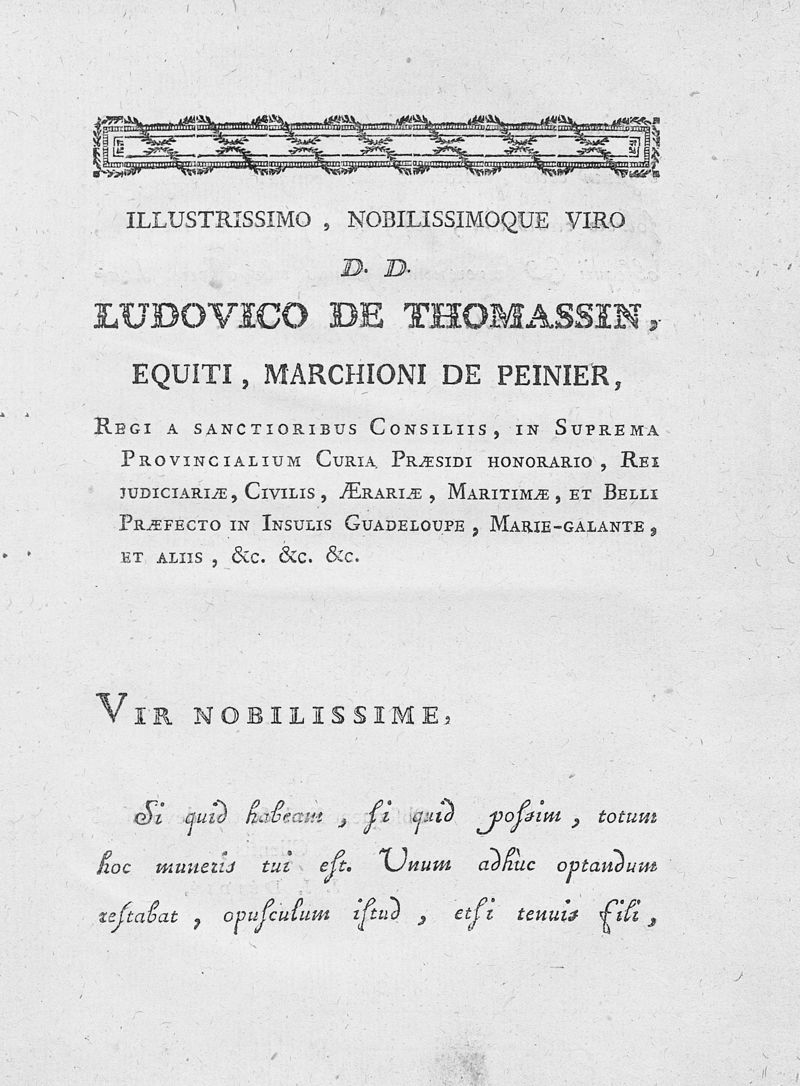 ILLUSTRISSIMO , NOBILISSIMOQUE VIRO
D. D.
LUDOVICO DE THOMASSIN,
EQUITI , MARCHIONI DE PEINIER,
REGI A SANCTIORIBUS CONSILIIS, IN SUPREMA
PROVINCIALIUM CURIA PRÆSIDI HONORARIO, REI
JUDICIARIÆ, CIVILIS, ÆRARIÆ, MARITIMÆ, ET BELLI
PRÆFECTO IN INSULIS GUADELOUPE, MARIE-GALANTE,
ET ALIIS , &c. &c. &c.
VIR NOBILISSIME,
Si quid habeam , ſi quid poſsim , totum
hoc muneris tui eſt. Unum adhùc optandum
reſtabat , opuſculum iſtud , etſi tenuis fili ,